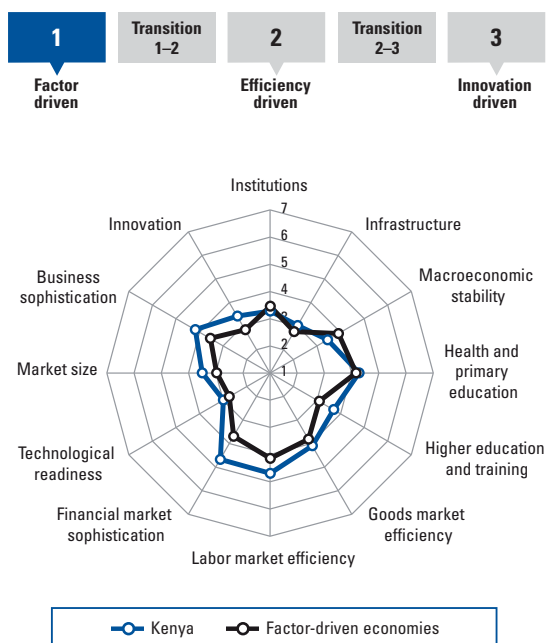 1
Transition
1–2
2
Transition
2–3
3
Factor
driven
Efficiency
driven
Innovation
driven
Institutions
7
Innovation
Infrastructure
6
5
Business
sophistication
Macroeconomic
stability
4
3
2
Market size
1
Health and
primary
education
Technological
readiness
Higher education
and training
Financial market
sophistication
Goods market
efficiency
Labor market efficiency
Kenya
Factor-driven economies